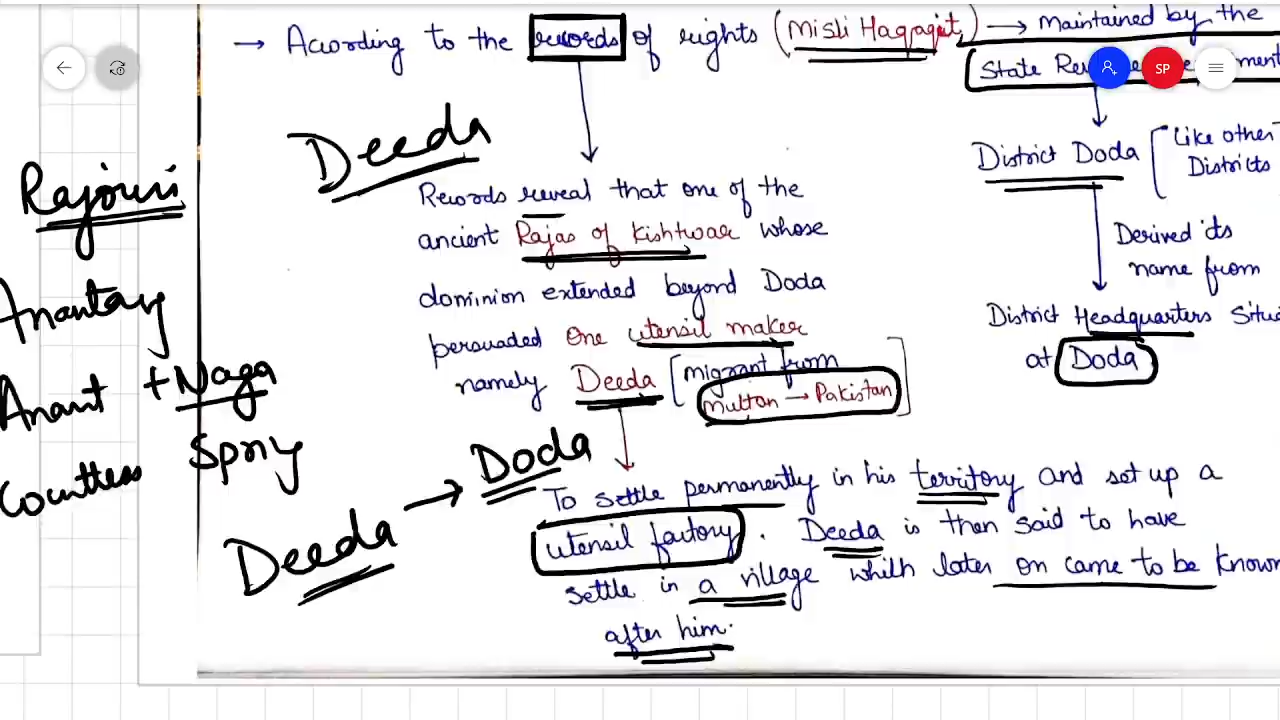 → According to the records of rights (Misli Haqaqit) → Maintained by the
State
SP
Deeda
District Doda [Like other
Districts
Rajouri
Records reveal that one of the
ancient Rajas of Kishtwar whose
dominion extended beyond Doda
persuaded one utensil maker
namely Deeda [migrant from
multan → Pakistan]
Derived its
name from
District Headquarters
at Doda
Anantnag
Anant + Naga
Countless Spring
Deeda → Doda
To settle permanently in his territory and set up a
utensil factory. Deeda is then said to have
settle in a village which later on came to be known
after him.